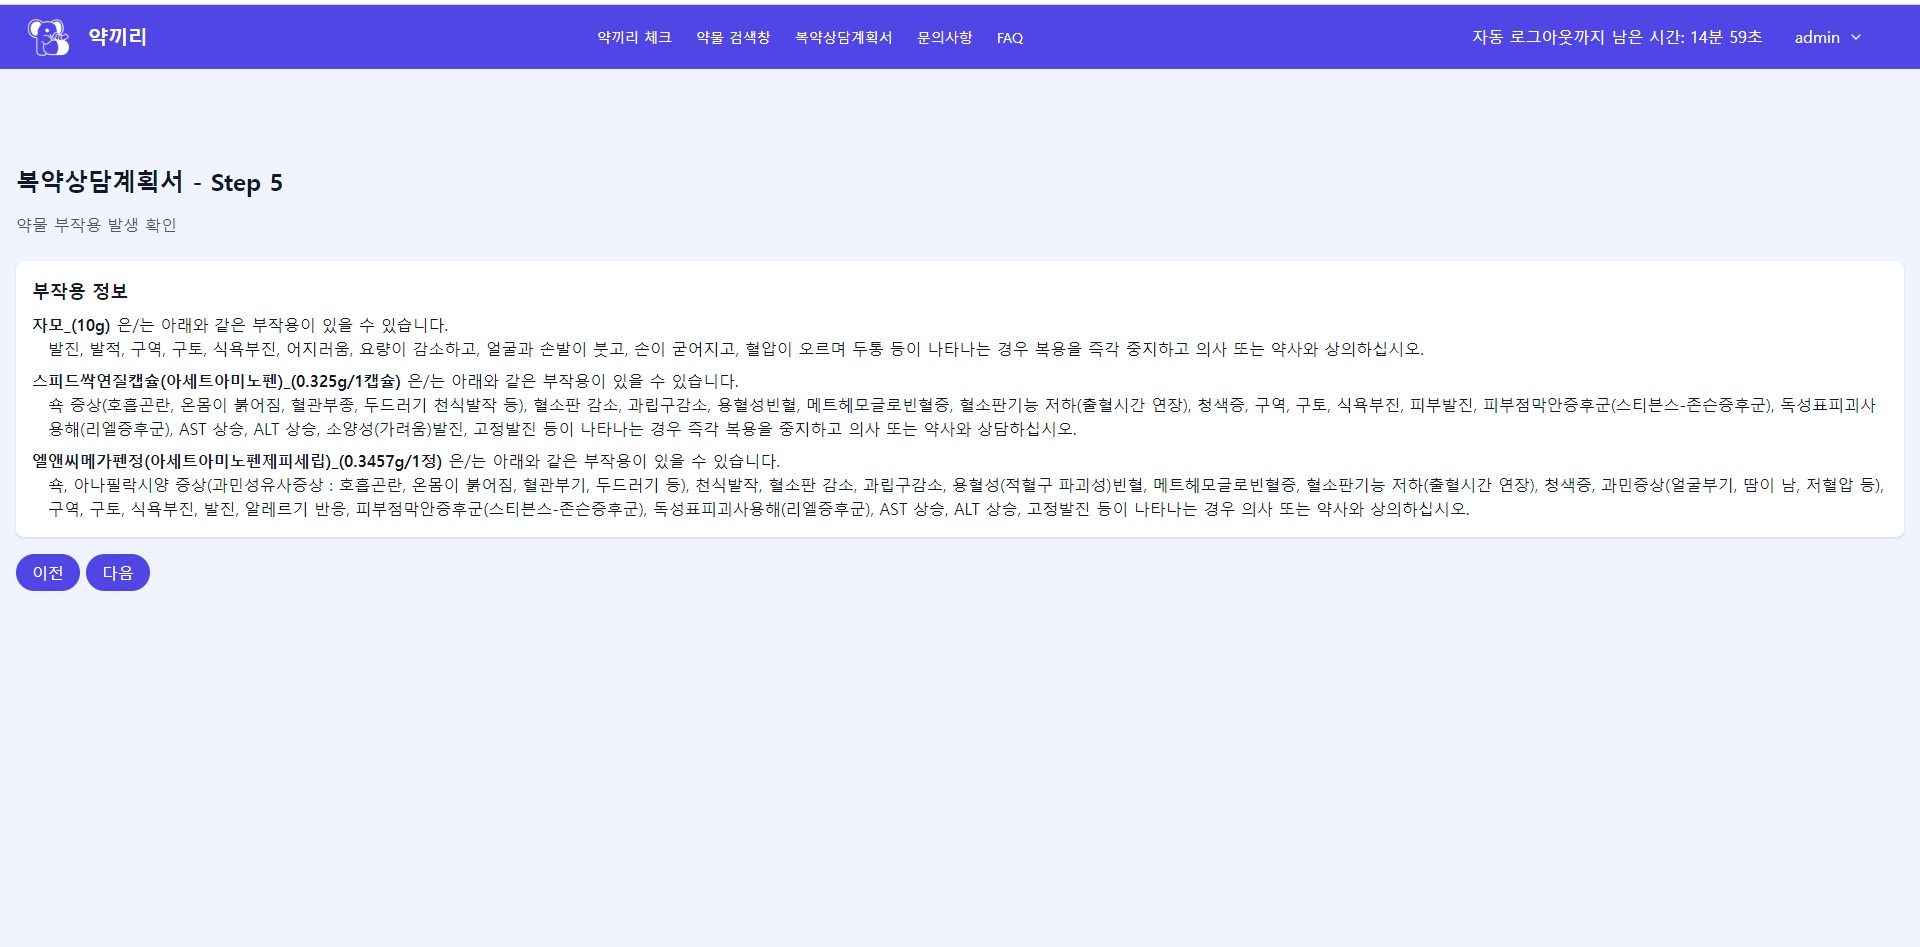 약끼리
약끼리 체크 약물 검색창 복약상담계획서 문의사항 FAQ
자동 로그아웃까지 남은 시간: 14분 59초 admin
복약상담계획서 - Step 5
약물 부작용 발생 확인
부작용 정보
자모_(10g) 은/는 아래와 같은 부작용이 있을 수 있습니다.
발진, 발적, 구역, 구토, 식욕부진, 어지러움, 요량이 감소하고, 얼굴과 손발이 붓고, 손이 굳어지고, 혈압이 오르며 두통 등이 나타나는 경우 복용을 즉각 중지하고 의사 또는 약사와 상의하십시오.
스피드싹연질캡슐(아세트아미노펜)_(0.325g/1캡슐) 은/는 아래와 같은 부작용이 있을 수 있습니다.
쇽 증상(호흡곤란, 온몸이 붉어짐, 혈관부종, 두드러기 천식발작 등), 혈소판 감소, 과립구감소, 용혈성빈혈, 메트헤모글로빈혈증, 혈소판기능 저하(출혈시간 연장), 청색증, 구역, 구토, 식욕부진, 피부발진, 피부점막안증후군(스티븐스-존슨증후군), 독성표피괴사
용해(리엘증후군), AST 상승, ALT 상승, 소양성(가려움)발진, 고정발진 등이 나타나는 경우 즉각 복용을 중지하고 의사 또는 약사와 상담하십시오.
엘앤씨메가펜정(아세트아미노펜제피세립)_(0.3457g/1정) 은/는 아래와 같은 부작용이 있을 수 있습니다.
쇽, 아나필락시양 증상(과민성유사증상 : 호흡곤란, 온몸이 붉어짐, 혈관부기, 두드러기 등), 천식발작, 혈소판 감소, 과립구감소, 용혈성(적혈구 파괴성)빈혈, 메트헤모글로빈혈증, 혈소판기능 저하(출혈시간 연장), 청색증, 과민증상(얼굴부기, 땀이 남, 저혈압 등),
구역, 구토, 식욕부진, 발진, 알레르기 반응, 피부점막안증후군(스티븐스-존슨증후군), 독성표피괴사용해(리엘증후군), AST 상승, ALT 상승, 고정발진 등이 나타나는 경우 의사 또는 약사와 상의하십시오.
이전 다음